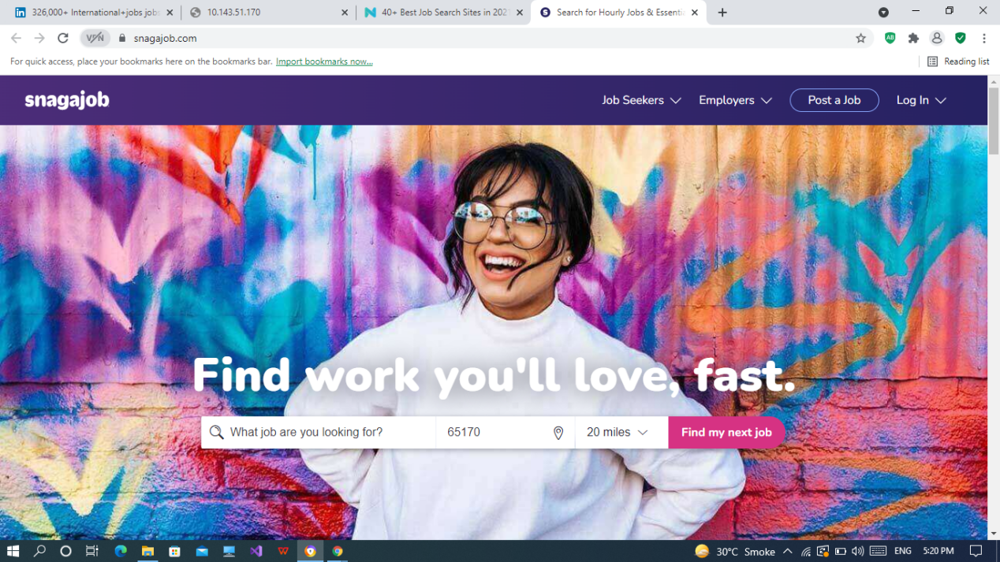 326,000+ International+jobs jobs
10.143.51.170
40+ Best Job Search Sites in 2021
Search for Hourly Jobs & Essentia
VPN
snagajob.com
For quick access, place your bookmarks here on the bookmarks bar. Import bookmarks now...
Reading list
snagajob
Job Seekers
Employers
Post a Job
Log In
Find work you'll love, fast.
What job are you looking for?
65170
20 miles
Find my next job
30°C Smoke
ENG
5:20 PM